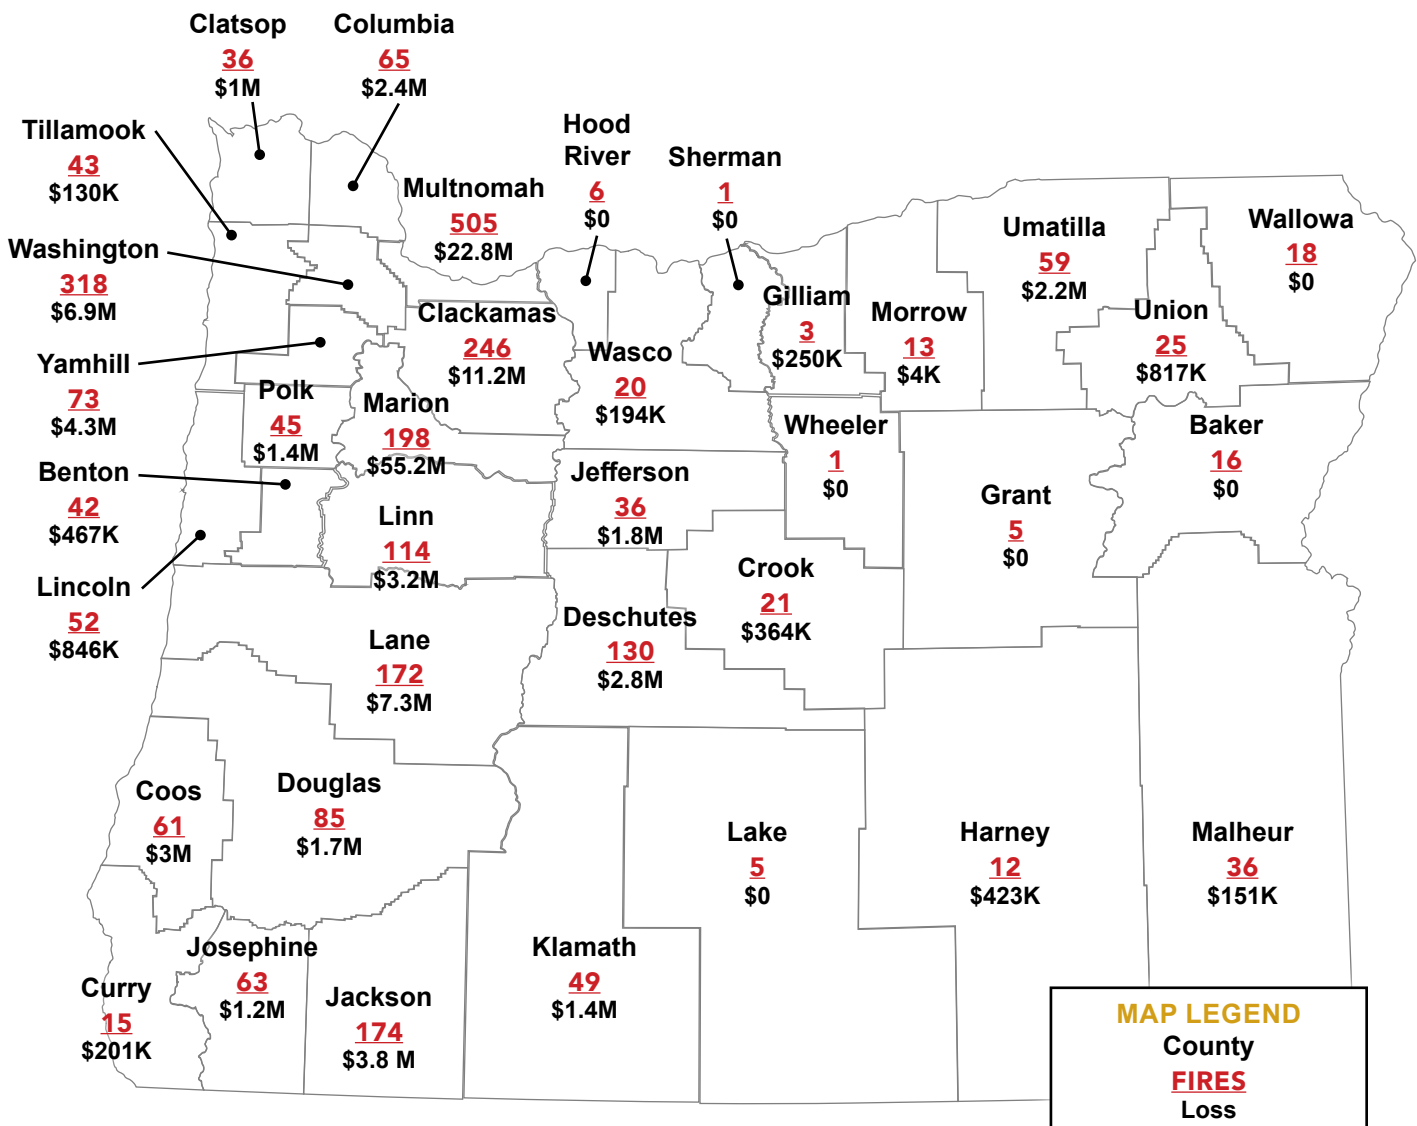 Clatsop
36
$1M
Columbia
65
$2.4M
Tillamook
43
$130K
Multnomah
505
$22.8M
Hood
River
6
$0
Sherman
1
$0
Washington
318
$6.9M
Umatilla
59
$2.2M
Wallowa
18
$0
Clackamas
246
$11.2M
Gilliam
3
$250K
Morrow
13
$4K
Union
25
$817K
Yamhill
73
$4.3M
Wasco
20
$194K
Polk
45
$1.4M
Marion
198
$55.2M
Wheeler
1
$0
Baker
16
$0
Benton
42
$467K
Jefferson
36
$1.8M
Grant
5
$0
Linn
114
$3.2M
Lincoln
52
$846K
Crook
21
$364K
Deschutes
130
$2.8M
Lane
172
$7.3M
Coos
61
$3M
Douglas
85
$1.7M
Lake
5
$0
Harney
12
$423K
Malheur
36
$151K
Curry
15
$201K
Josephine
63
$1.2M
Jackson
174
$3.8 M
Klamath
49
$1.4M
MAP LEGEND
County
FIRES
Loss